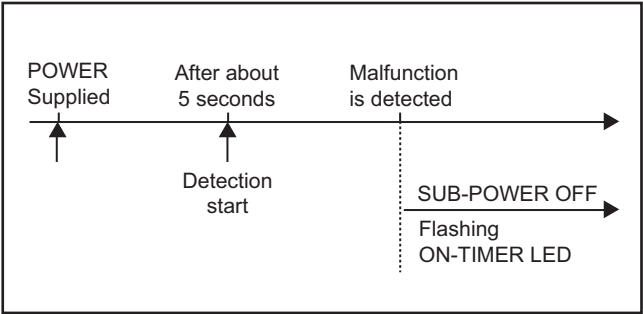 POWER
Supplied
After about
5 seconds
Malfunction
is detected
Detection
start
SUB-POWER OFF
Flashing
ON-TIMER LED